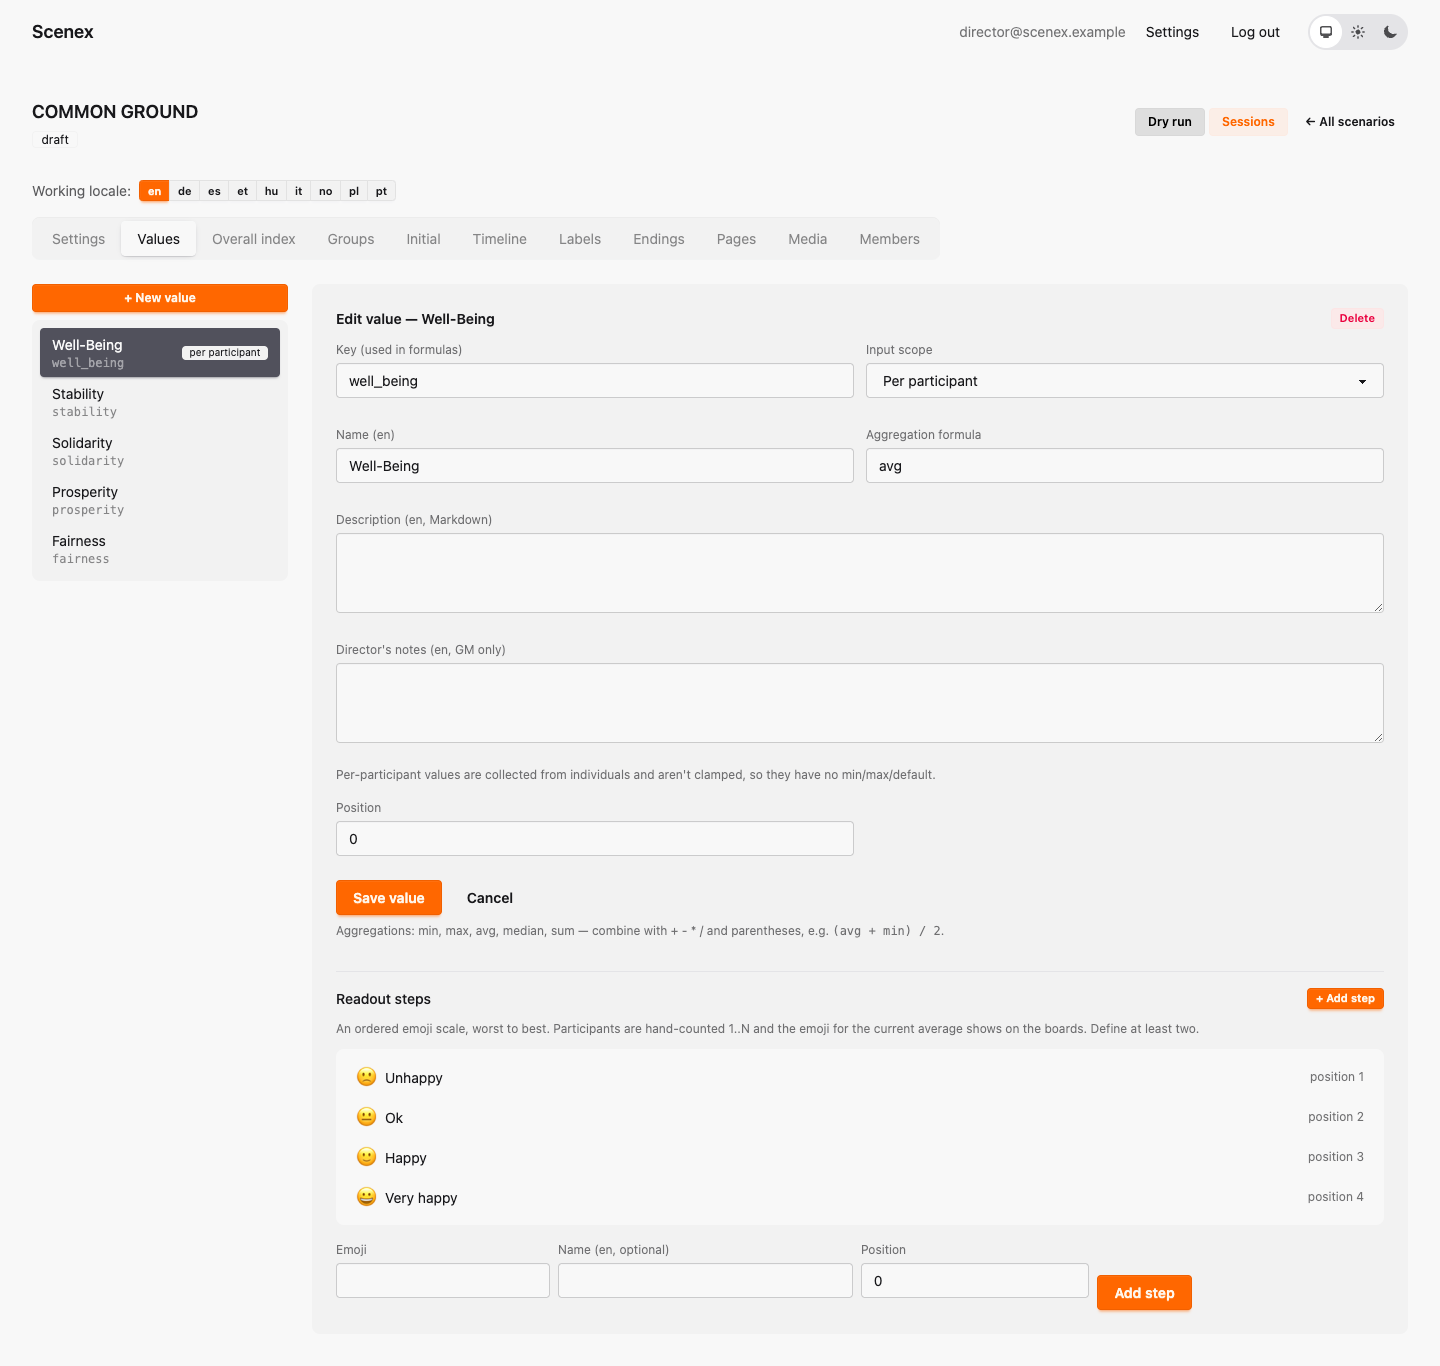 Scenex
director@scenex.example
Settings
Log out
COMMON GROUND
draft
Dry run
Sessions
← All scenarios
Working locale:
en de es et hu it no pl pt
Settings Values Overall index Groups Initial Timeline Labels Endings Pages Media Members
+ New value
Well-Being
well_being
per participant
Stability
stability
Solidarity
solidarity
Prosperity
prosperity
Fairness
fairness
Edit value — Well-Being
Delete
Key (used in formulas)
well_being
Input scope
Per participant
Name (en)
Well-Being
Aggregation formula
avg
Description (en, Markdown)
Director's notes (en, GM only)
Per-participant values are collected from individuals and aren't clamped, so they have no min/max/default.
Position
0
Save value
Cancel
Aggregations: min, max, avg, median, sum — combine with + - * / and parentheses, e.g. (avg + min) / 2.
Readout steps
+ Add step
An ordered emoji scale, worst to best. Participants are hand-counted 1..N and the emoji for the current average shows on the boards. Define at least two.
Unhappy
position 1
Ok
position 2
Happy
position 3
Very happy
position 4
Emoji
Name (en, optional)
Position
0
Add step